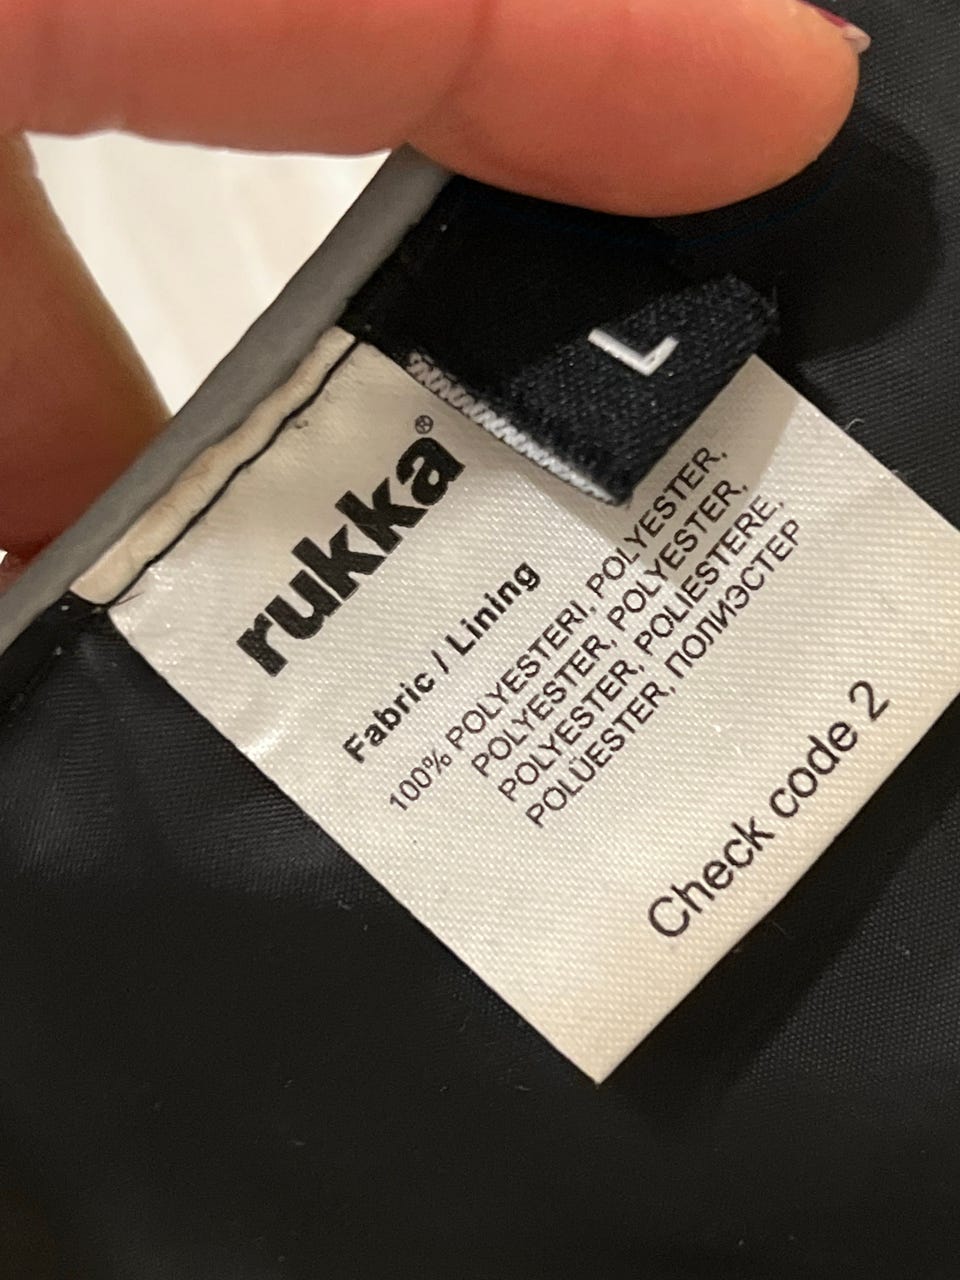 L
rukka®
Fabric / Lining
100% POLYESTERI, POLYESTER,
POLYESTER, POLYESTER,
POLYESTER, POLIESTERE,
POLÜESTER, ПОЛИЭСТЕР
Check code 2